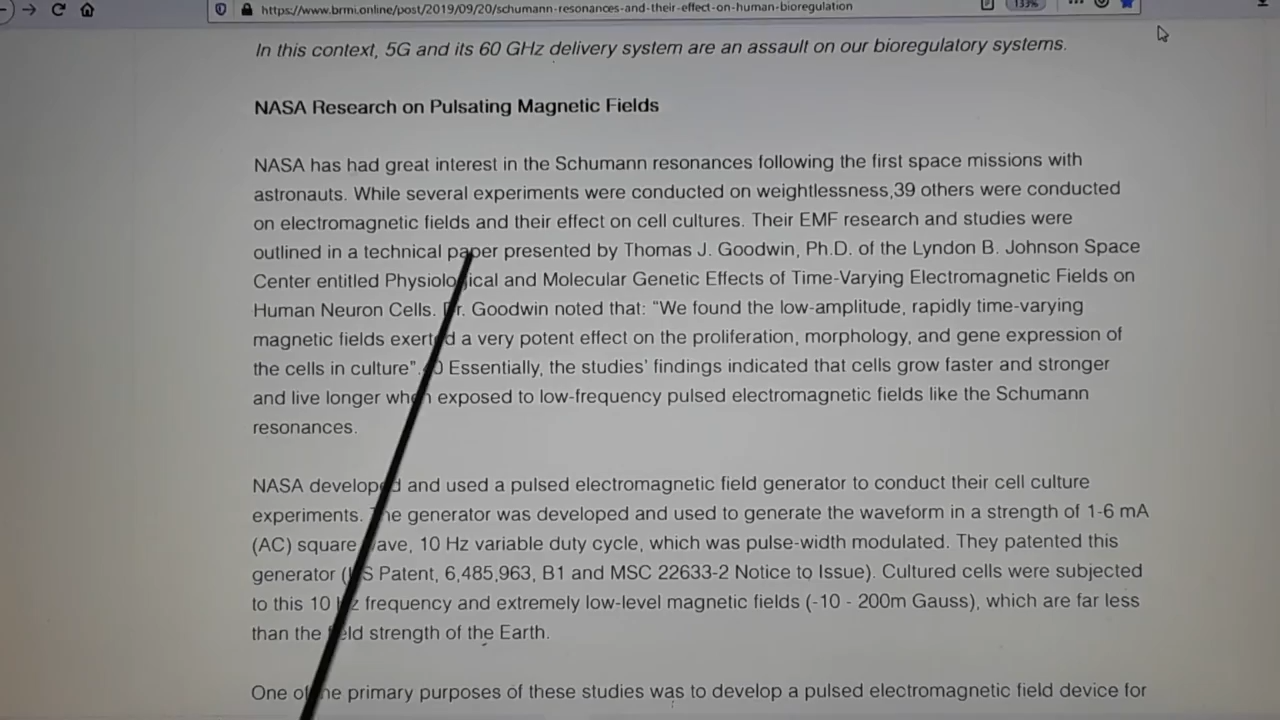 https://www.brmi.online/post/2019/09/20/schumann-resonances-and-their-effect-on-human-bioregulation
133%
In this context, 5G and its 60 GHz delivery system are an assault on our bioregulatory systems.
NASA Research on Pulsating Magnetic Fields
NASA has had great interest in the Schumann resonances following the first space missions with
astronauts. While several experiments were conducted on weightlessness,39 others were conducted
on electromagnetic fields and their effect on cell cultures. Their EMF research and studies were
outlined in a technical paper presented by Thomas J. Goodwin, Ph.D. of the Lyndon B. Johnson Space
Center entitled Physiological and Molecular Genetic Effects of Time-Varying Electromagnetic Fields on
Human Neuron Cells. Dr. Goodwin noted that: “We found the low-amplitude, rapidly time-varying
magnetic fields exerted a very potent effect on the proliferation, morphology, and gene expression of
the cells in culture”.40 Essentially, the studies’ findings indicated that cells grow faster and stronger
and live longer when exposed to low-frequency pulsed electromagnetic fields like the Schumann
resonances.
NASA developed and used a pulsed electromagnetic field generator to conduct their cell culture
experiments. The generator was developed and used to generate the waveform in a strength of 1-6 mA
(AC) square wave, 10 Hz variable duty cycle, which was pulse-width modulated. They patented this
generator (US Patent, 6,485,963, B1 and MSC 22633-2 Notice to Issue). Cultured cells were subjected
to this 10 Hz frequency and extremely low-level magnetic fields (-10 - 200m Gauss), which are far less
than the field strength of the Earth.
One of the primary purposes of these studies was to develop a pulsed electromagnetic field device for